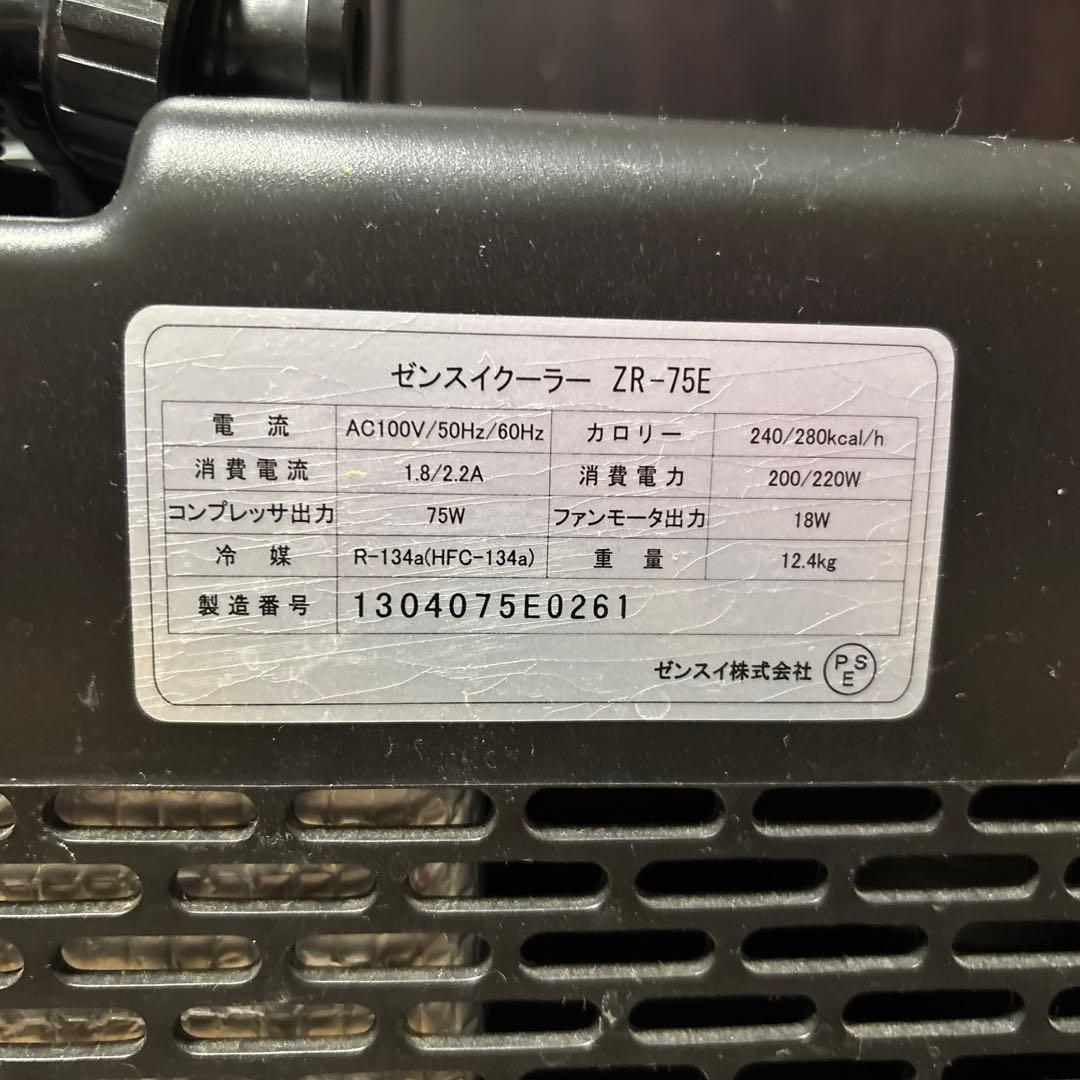 ゼンスイクーラー ZR-75E
電流 AC100V/50Hz/60Hz カロリー 240/280kcal/h
消費電流 1.8/2.2A 消費電力 200/220W
コンプレッサ出力 75W ファンモータ出力 18W
冷媒 R-134a(HFC-134a) 重量 12.4kg
製造番号 1304075E0261
ゼンスイ株式会社 PSE